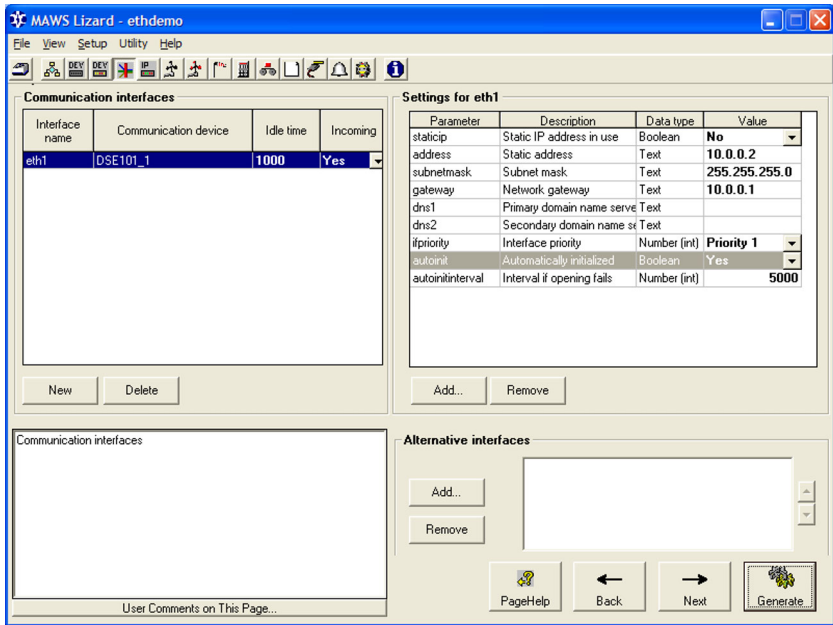 MAWS Lizard - ethdemo
File View Setup Utility Help
Communication interfaces
Interface name Communication device Idle time Incoming
eth1 DSE101_1 1000 Yes
New Delete
Settings for eth1
Parameter Description Data type Value
staticip Static IP address in use Boolean No
address Static address Text 10.0.0.2
subnetmask Subnet mask Text 255.255.255.0
gateway Network gateway Text 10.0.0.1
dns1 Primary domain name serve Text
dns2 Secondary domain name se Text
ifpriority Interface priority Number (int) Priority 1
autoinit Automatically initialized Boolean Yes
autoinitinterval Interval if opening fails Number (int) 5000
Add... Remove
Communication interfaces
User Comments on This Page...
Alternative interfaces
Add...
Remove
PageHelp Back Next Generate